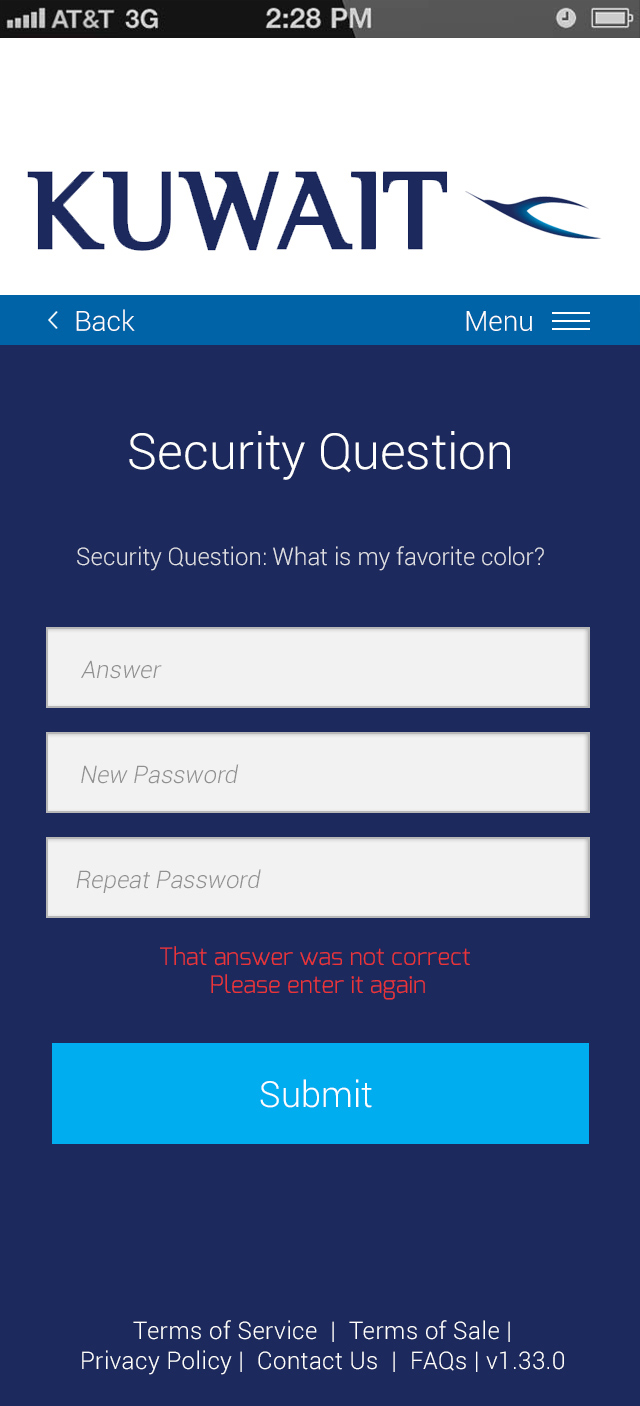 AT&T 3G 2:28 PM
KUWAIT
Back Menu
Security Question
Security Question: What is my favorite color?
Answer
New Password
Repeat Password
That answer was not correct
Please enter it again
Submit
Terms of Service | Terms of Sale |
Privacy Policy | Contact Us | FAQs | v1.33.0